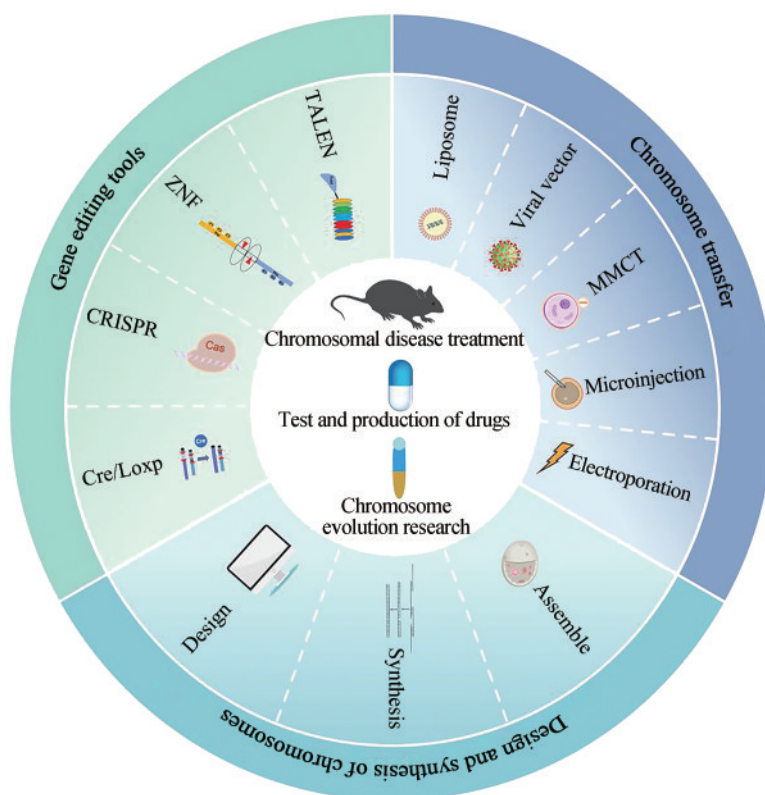 Gene editing tools
TALEN
ZNF
CRISPR
Cas
Cre/Loxp
Cre
Chromosome transfer
Liposome
Viral vector
MMCT
Microinjection
Electroporation
Design and synthesis of chromosomes
Design
Synthesis
Assemble
Chromosomal disease treatment
Test and production of drugs
Chromosome
evolution research